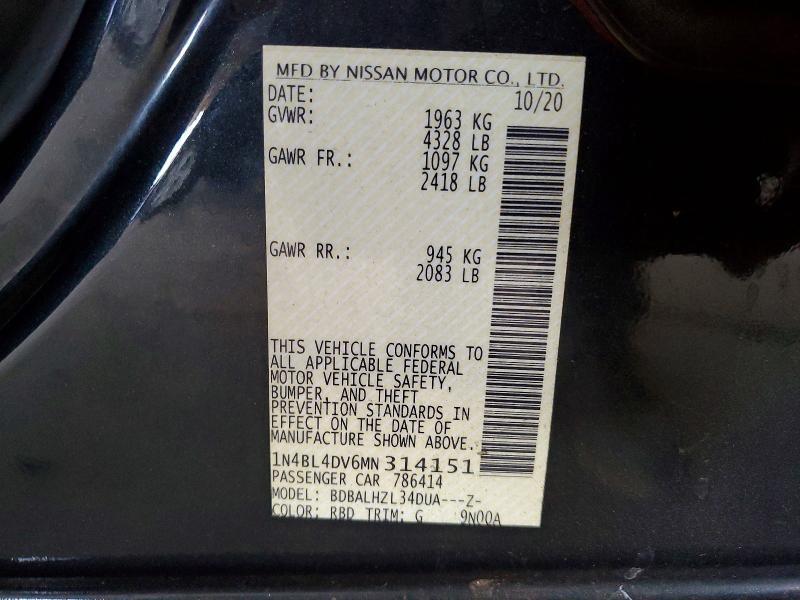 MFD BY NISSAN MOTOR CO., LTD.
DATE: 10/20
GVWR: 1963 KG
4328 LB
GAWR FR.: 1097 KG
2418 LB
GAWR RR.: 945 KG
2083 LB
THIS VEHICLE CONFORMS TO
ALL APPLICABLE FEDERAL
MOTOR VEHICLE SAFETY,
BUMPER, AND THEFT
PREVENTION STANDARDS IN
EFFECT ON THE DATE OF
MANUFACTURE SHOWN ABOVE.
1N4BL4DV6MN314151
PASSENGER CAR 786414
MODEL: BDBALHZL34DUA---Z-
COLOR: RBD TRIM: G 9N00A